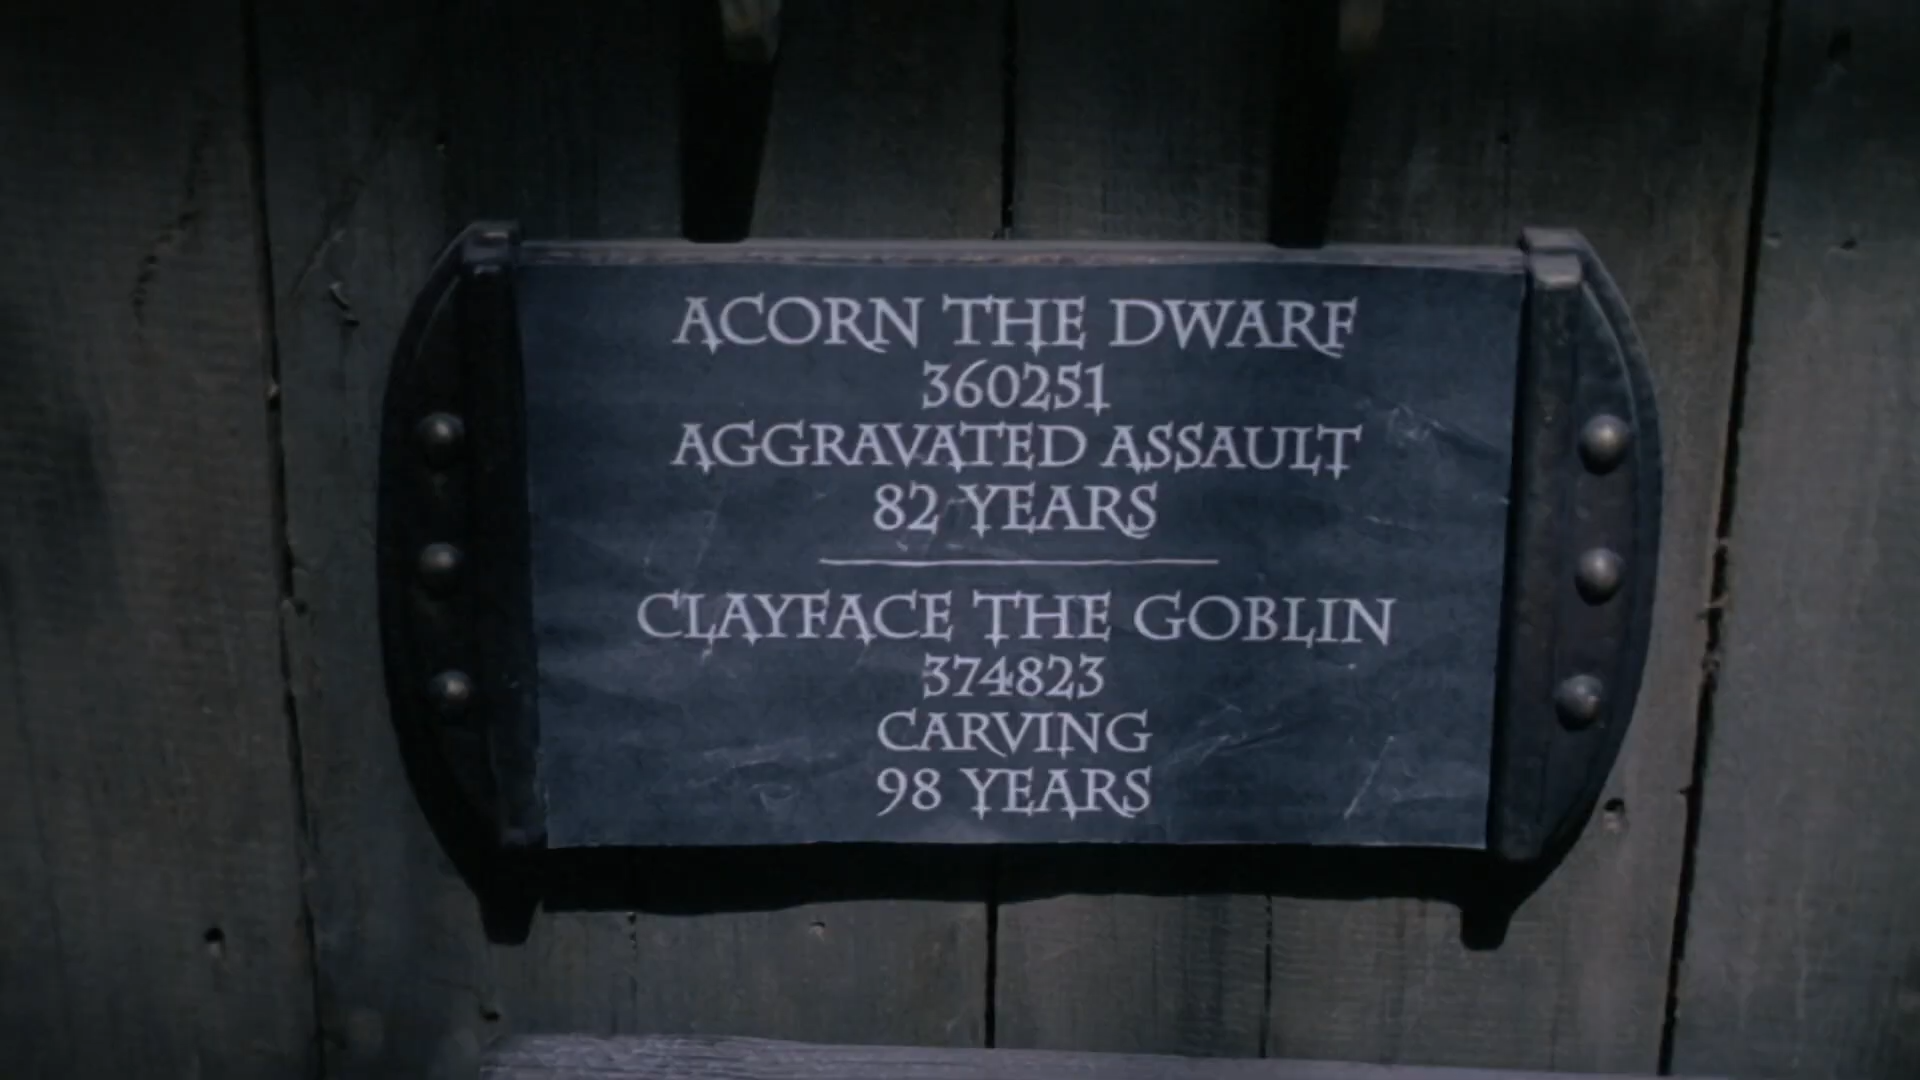 ACORN THE DWARF
360251
AGGRAVATED ASSAULT
82 YEARS
CLAYFACE THE GOBLIN
374823
CARVING
98 YEARS